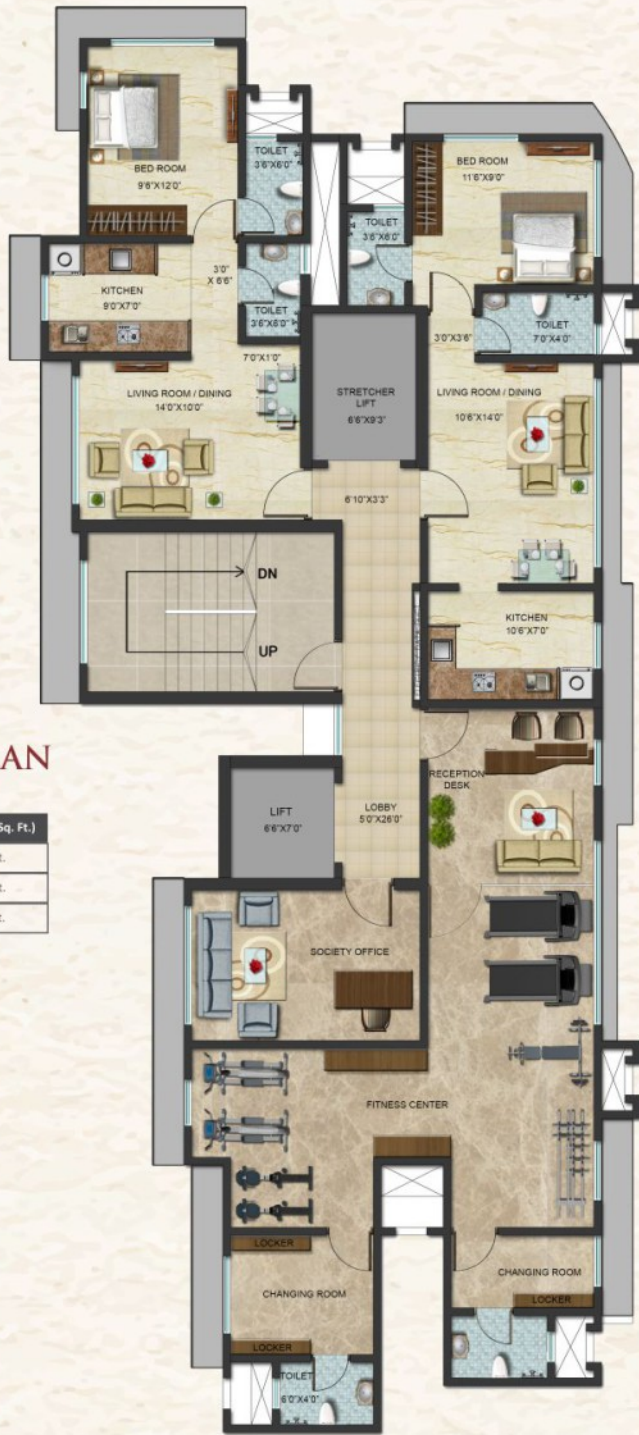 BED ROOM
9'6"X12'0"
TOILET
3'6"X6'0"
KITCHEN
9'0"X7'0"
3'0"
X 6'6"
TOILET
3'6"X6'0"
7'0"X1'0"
LIVING ROOM / DINING
14'0"X10'0"
BED ROOM
11'6"X9'0"
TOILET
3'6"X6'0"
TOILET
7'0"X4'0"
3'0"X3'6"
STRETCHER
LIFT
6'6"X9'3"
LIVING ROOM / DINING
10'6"X14'0"
6'10"X3'3"
DN
UP
KITCHEN
10'6"X7'0"
AN
Sq. Ft.)
t.
t.
t.
LIFT
6'6"X7'0"
LOBBY
5'0"X26'0"
RECEPTION
DESK
SOCIETY OFFICE
FITNESS CENTER
LOCKER
CHANGING ROOM
LOCKER
CHANGING ROOM
LOCKER
TOILET
6'0"X4'0"